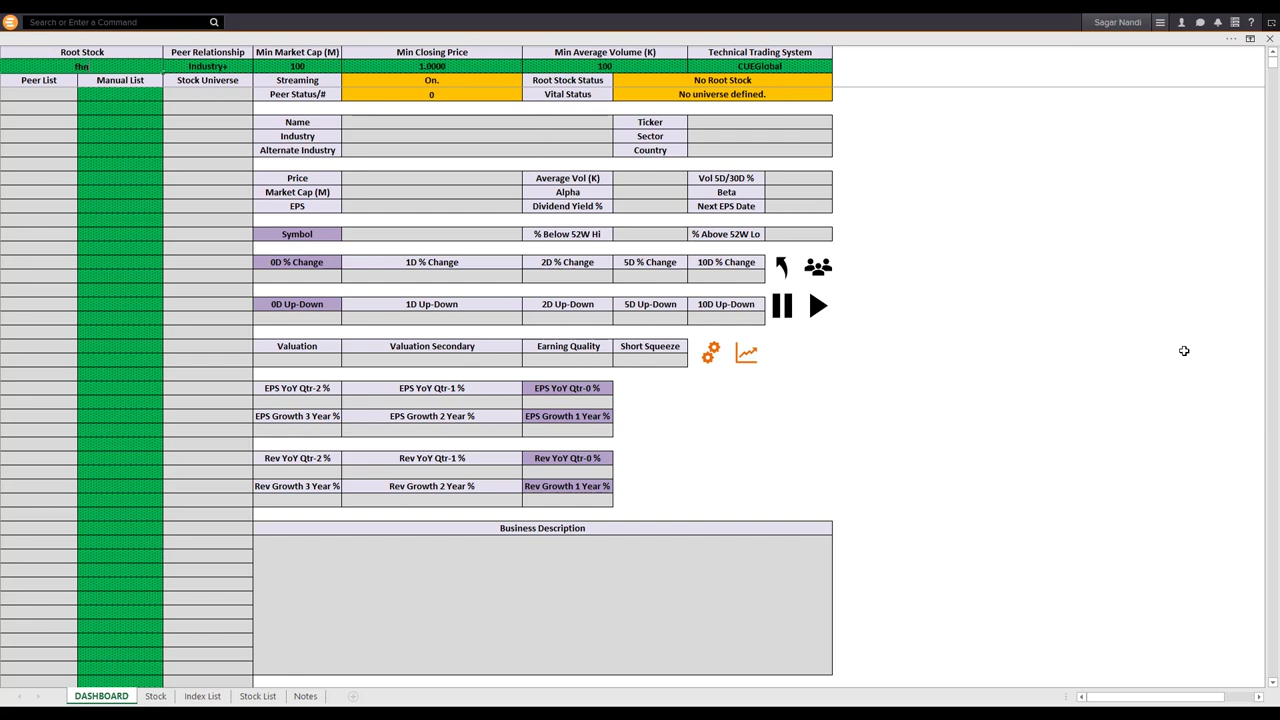 Search or Enter a Command
Sagar Nandi
Root Stock Peer Relationship Min Market Cap (M) Min Closing Price Min Average Volume (K) Technical Trading System
fhn Industry+ 100 1.0000 100 CUEGlobal
Peer List Manual List Stock Universe Streaming On. Root Stock Status No Root Stock
Peer Status/# 0 Vital Status No universe defined.
Name Ticker
Industry Sector
Alternate Industry Country
Price Average Vol (K) Vol 5D/30D %
Market Cap (M) Alpha Beta
EPS Dividend Yield % Next EPS Date
Symbol % Below 52W Hi % Above 52W Lo
0D % Change 1D % Change 2D % Change 5D % Change 10D % Change
0D Up-Down 1D Up-Down 2D Up-Down 5D Up-Down 10D Up-Down
Valuation Valuation Secondary Earning Quality Short Squeeze
EPS YoY Qtr-2 % EPS YoY Qtr-1 % EPS YoY Qtr-0 %
EPS Growth 3 Year % EPS Growth 2 Year % EPS Growth 1 Year %
Rev YoY Qtr-2 % Rev YoY Qtr-1 % Rev YoY Qtr-0 %
Rev Growth 3 Year % Rev Growth 2 Year % Rev Growth 1 Year %
Business Description
DASHBOARD Stock Index List Stock List Notes